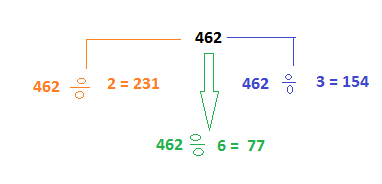 462
462 ÷ 2 = 231
462 ÷ 3 = 154
462 ÷ 6 = 77